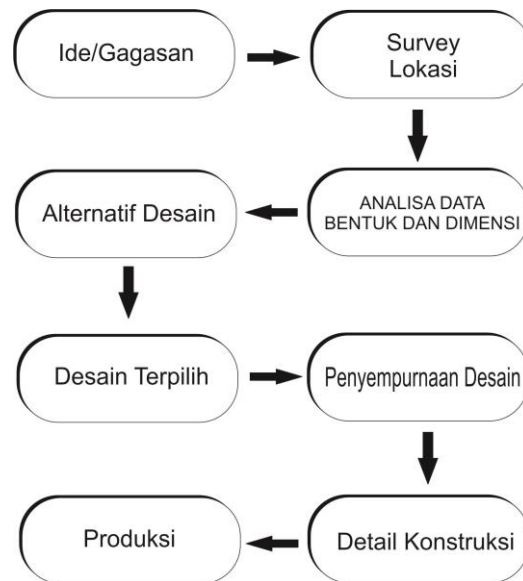 Ide/Gagasan
Survey
Lokasi
ANALISA DATA
BENTUK DAN DIMENSI
Alternatif Desain
Desain Terpilih
Penyempurnaan Desain
Detail Konstruksi
Produksi